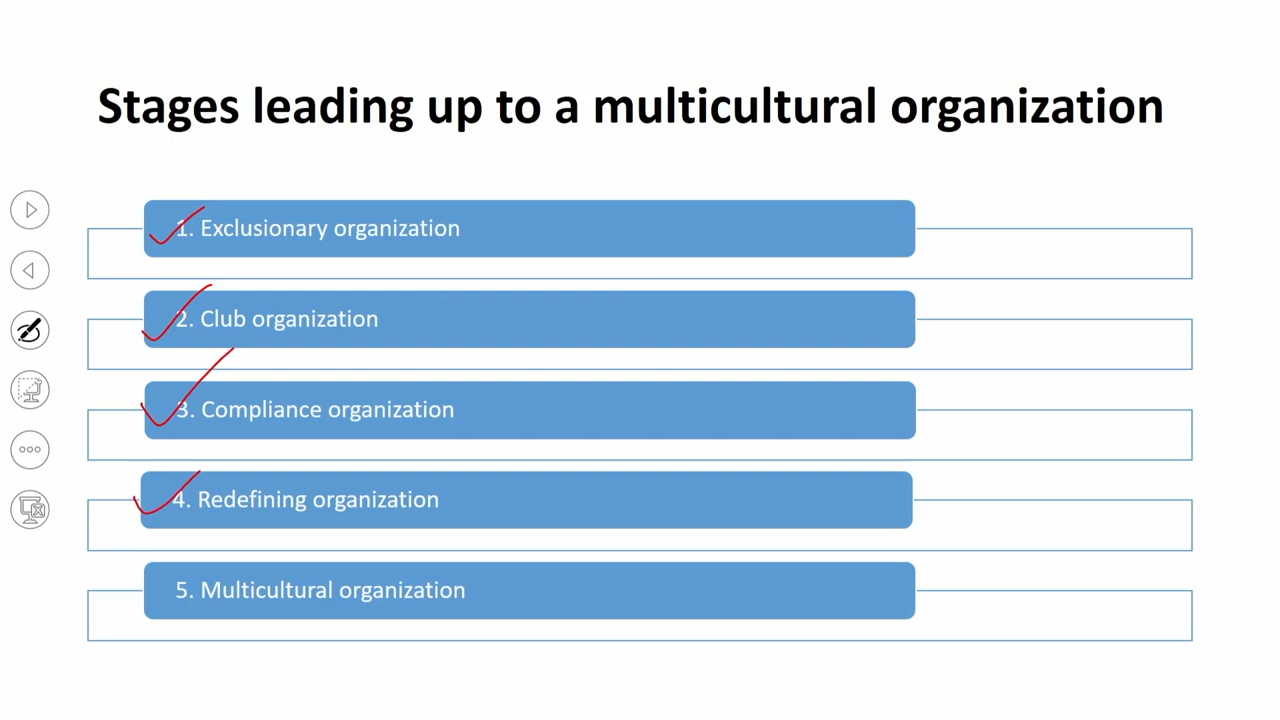 Stages leading up to a multicultural organization
1. Exclusionary organization
2. Club organization
3. Compliance organization
4. Redefining organization
5. Multicultural organization